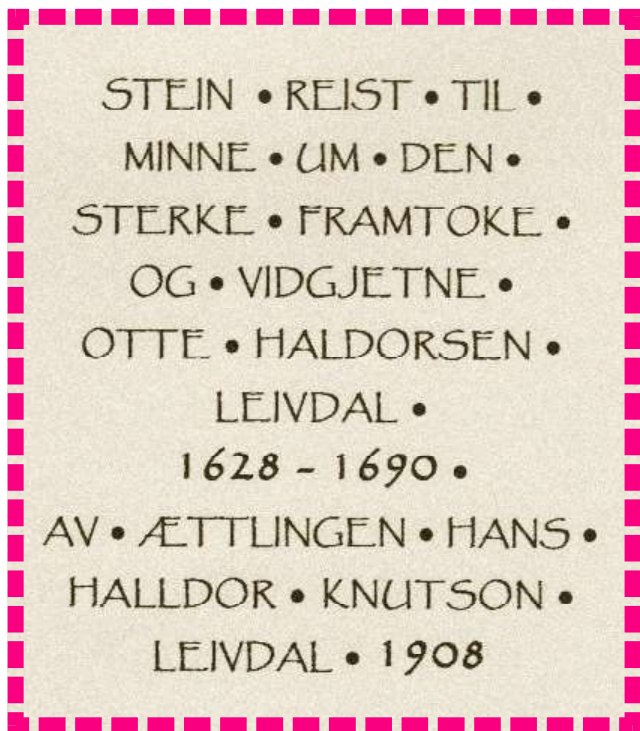 STEIN • REIST • TIL •
MINNE • UM • DEN •
STERKE • FRAMTOKE •
OG • VIDGJETNE •
OTTE • HALDORSEN •
LEIVDAL •
1628 – 1690 •
AV • ÆTTLINGEN • HANS •
HALLDOR • KNUTSON •
LEIVDAL • 1908